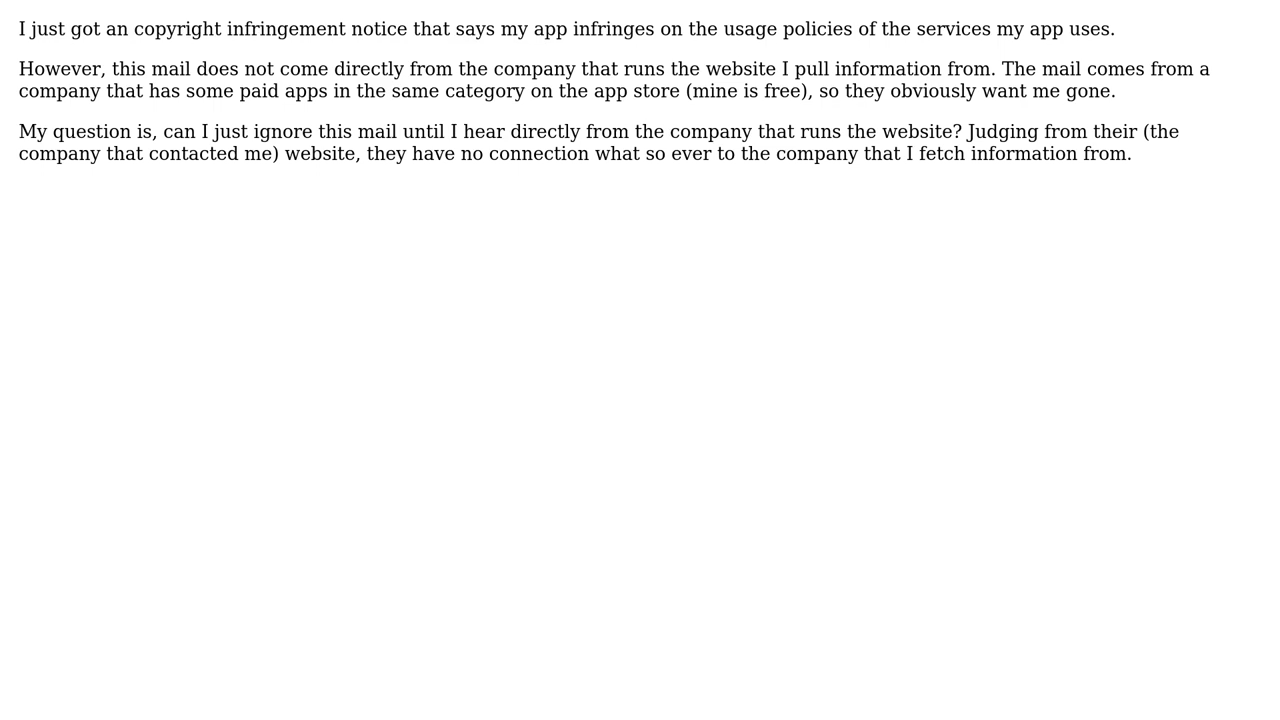 I just got an copyright infringement notice that says my app infringes on the usage policies of the services my app uses.
However, this mail does not come directly from the company that runs the website I pull information from. The mail comes from a
company that has some paid apps in the same category on the app store (mine is free), so they obviously want me gone.
My question is, can I just ignore this mail until I hear directly from the company that runs the website? Judging from their (the
company that contacted me) website, they have no connection what so ever to the company that I fetch information from.